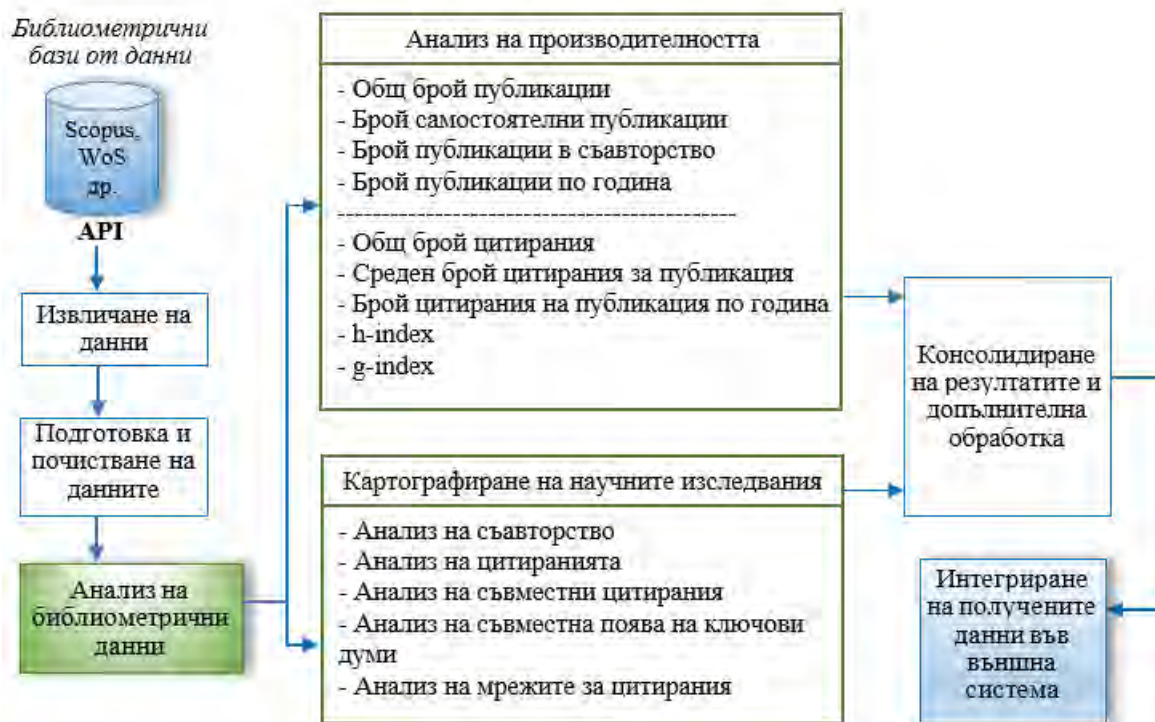 Библиометрични
бази от данни
Scopus,
WoS
др.
API
Извличане на
данни
Подготовка и
почистване на
данните
Анализ на
библиометрични
данни
Анализ на производителността
- Общ брой публикации
- Брой самостоятелни публикации
- Брой публикации в съавторство
- Брой публикации по година
---------------------------------------------
- Общ брой цитирания
- Среден брой цитирания за публикация
- Брой цитирания на публикация по година
- h-index
- g-index
Картографиране на научните изследвания
- Анализ на съавторство
- Анализ на цитиранията
- Анализ на съвместни цитирания
- Анализ на съвместна поява на ключови
думи
- Анализ на мрежите за цитирания
Консолидиране
на резултатите и
допълнителна
обработка
Интегриране
на получените
данни във
външна
система